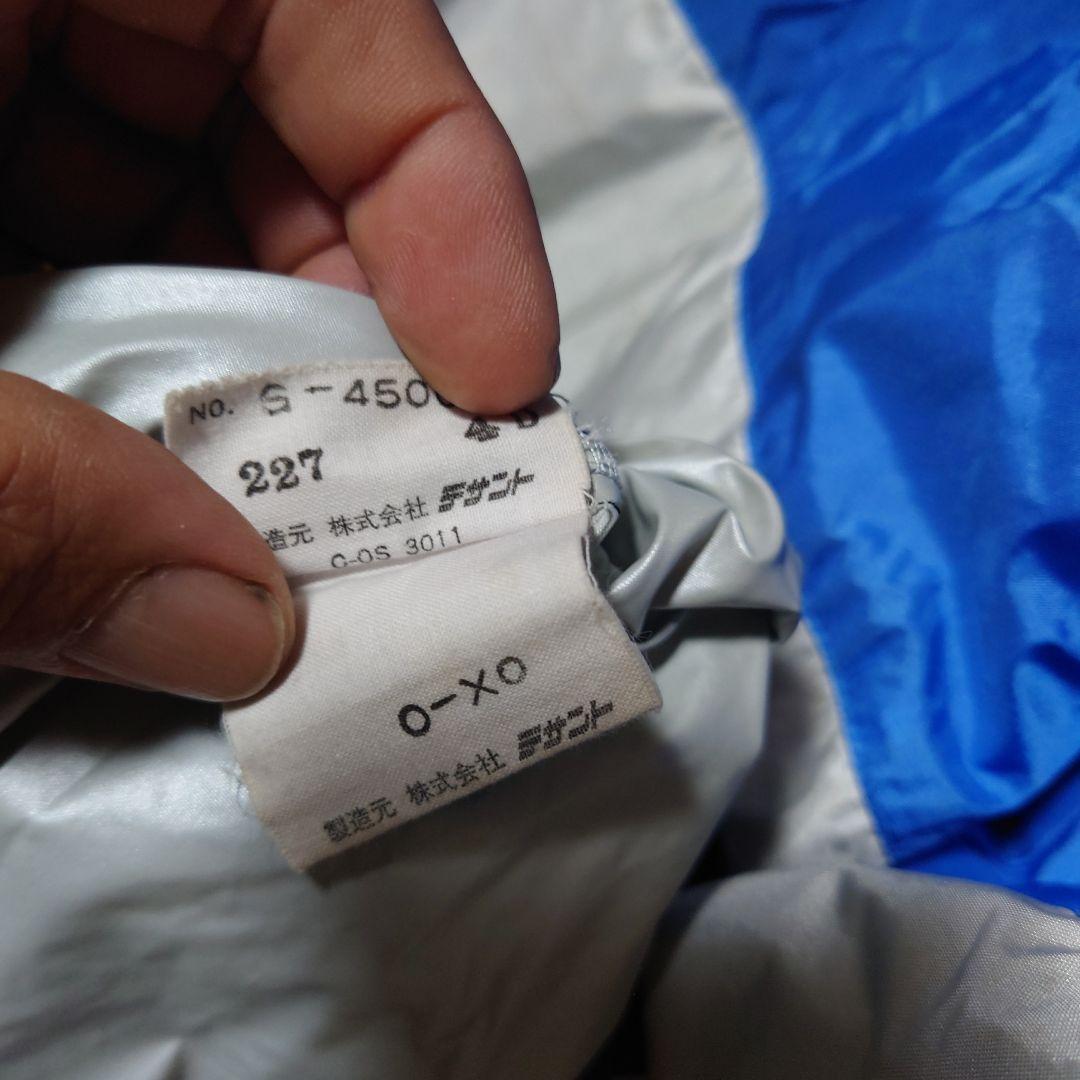 NO. S-450
4 D
227
造元 株式会社 デサント
C-OS 3011
O-XO
製造元 株式会社 デサント